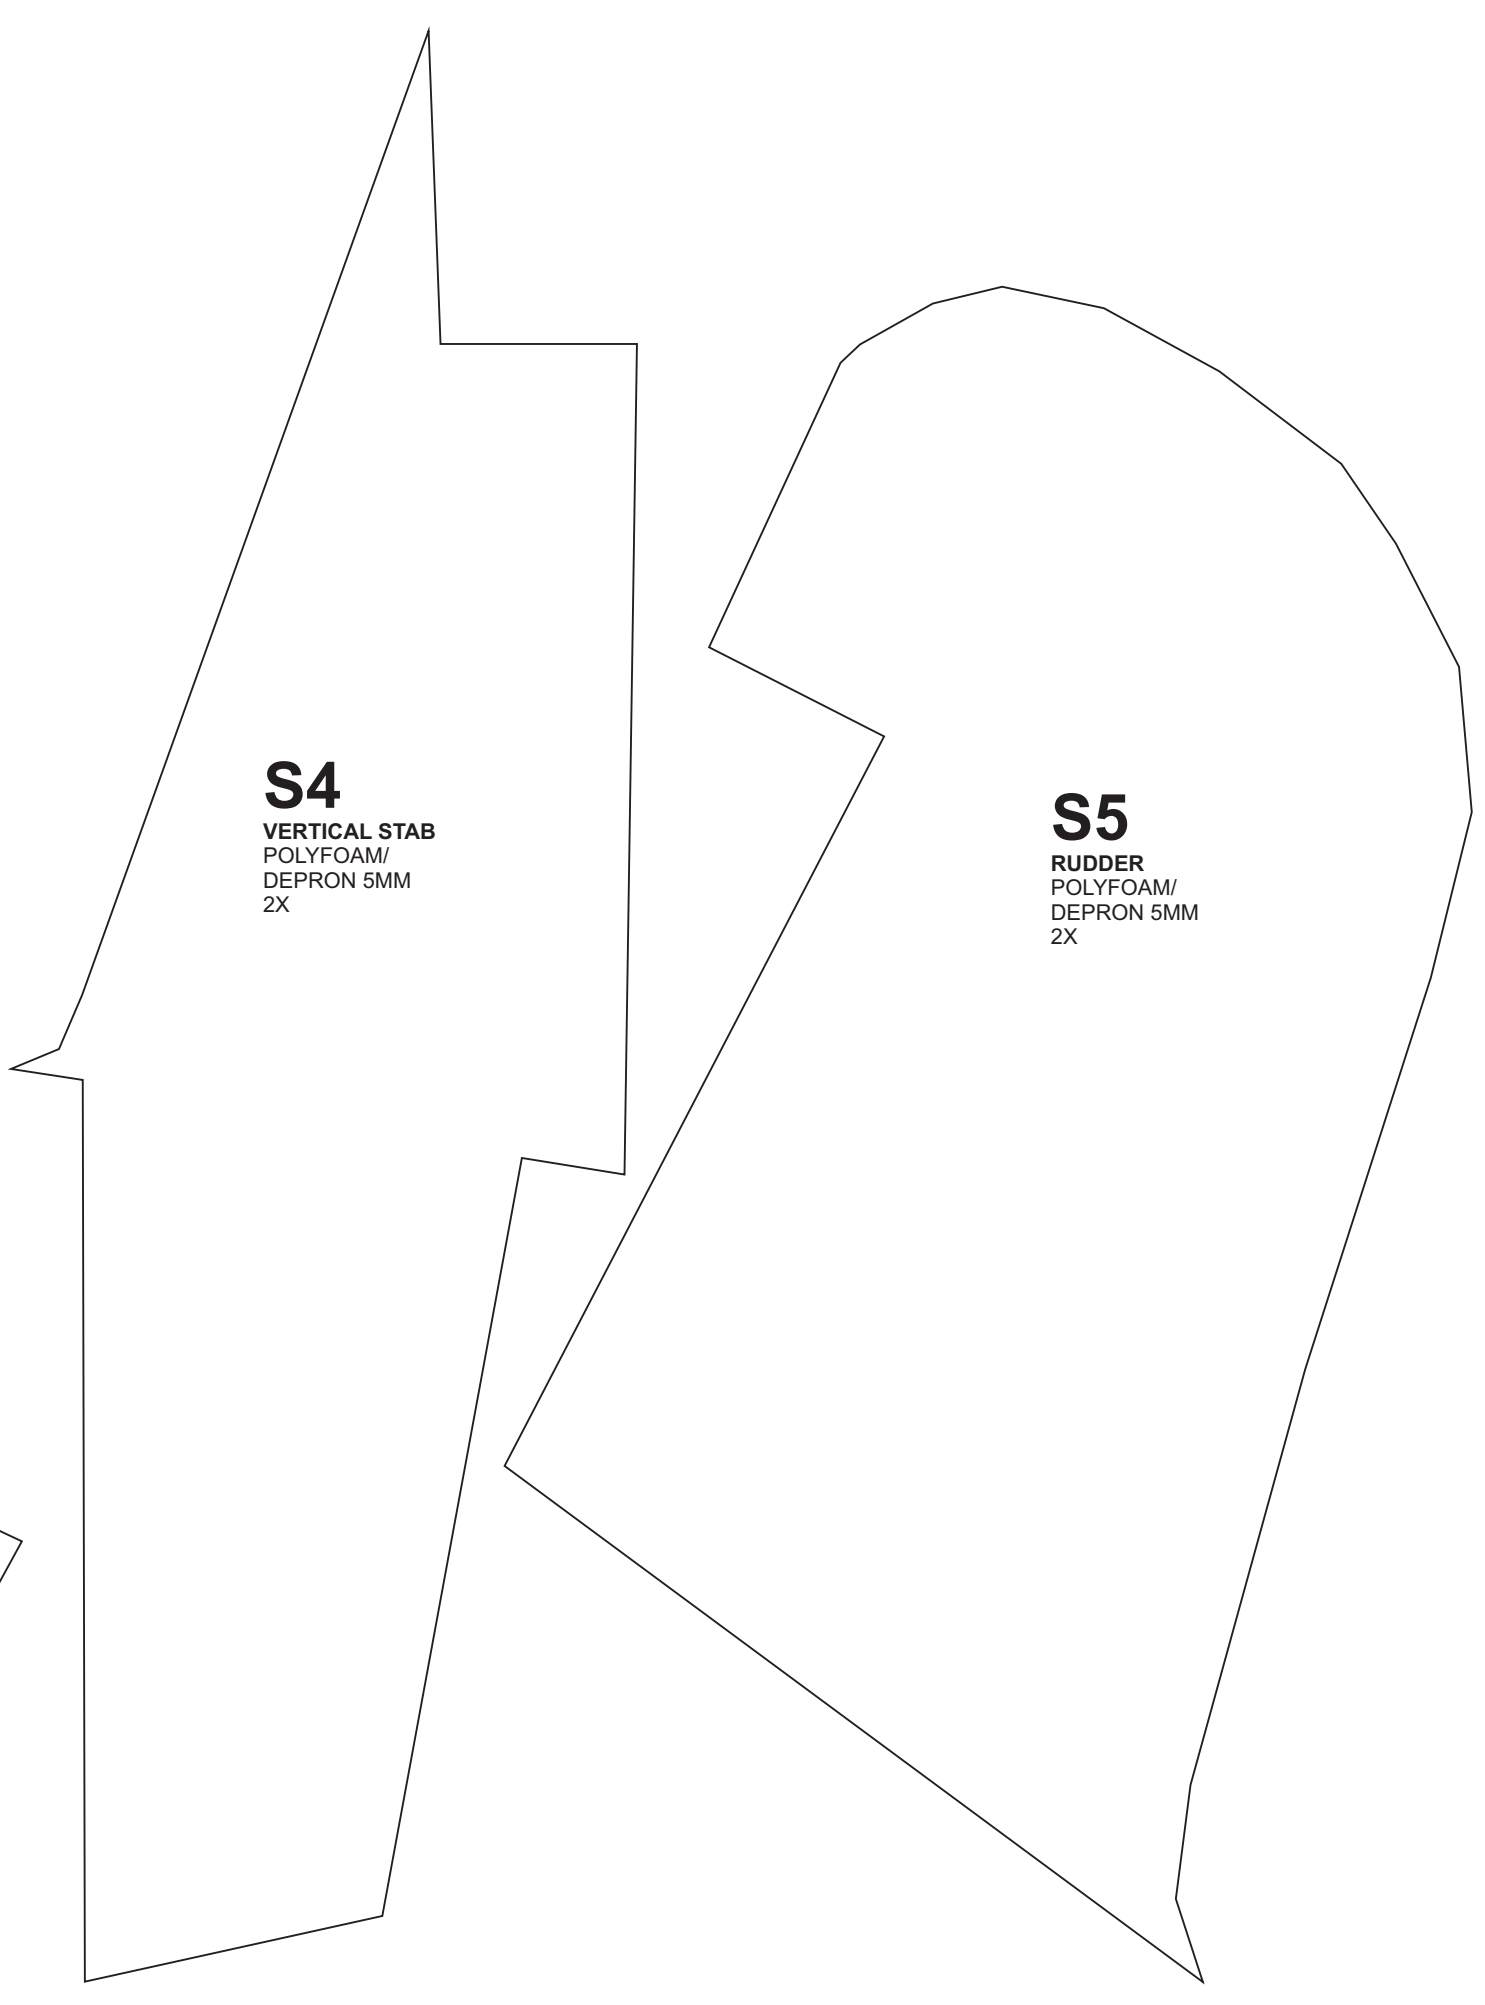 S4
VERTICAL STAB
POLYFOAM/
DEPRON 5MM
2X
S5
RUDDER
POLYFOAM/
DEPRON 5MM
2X